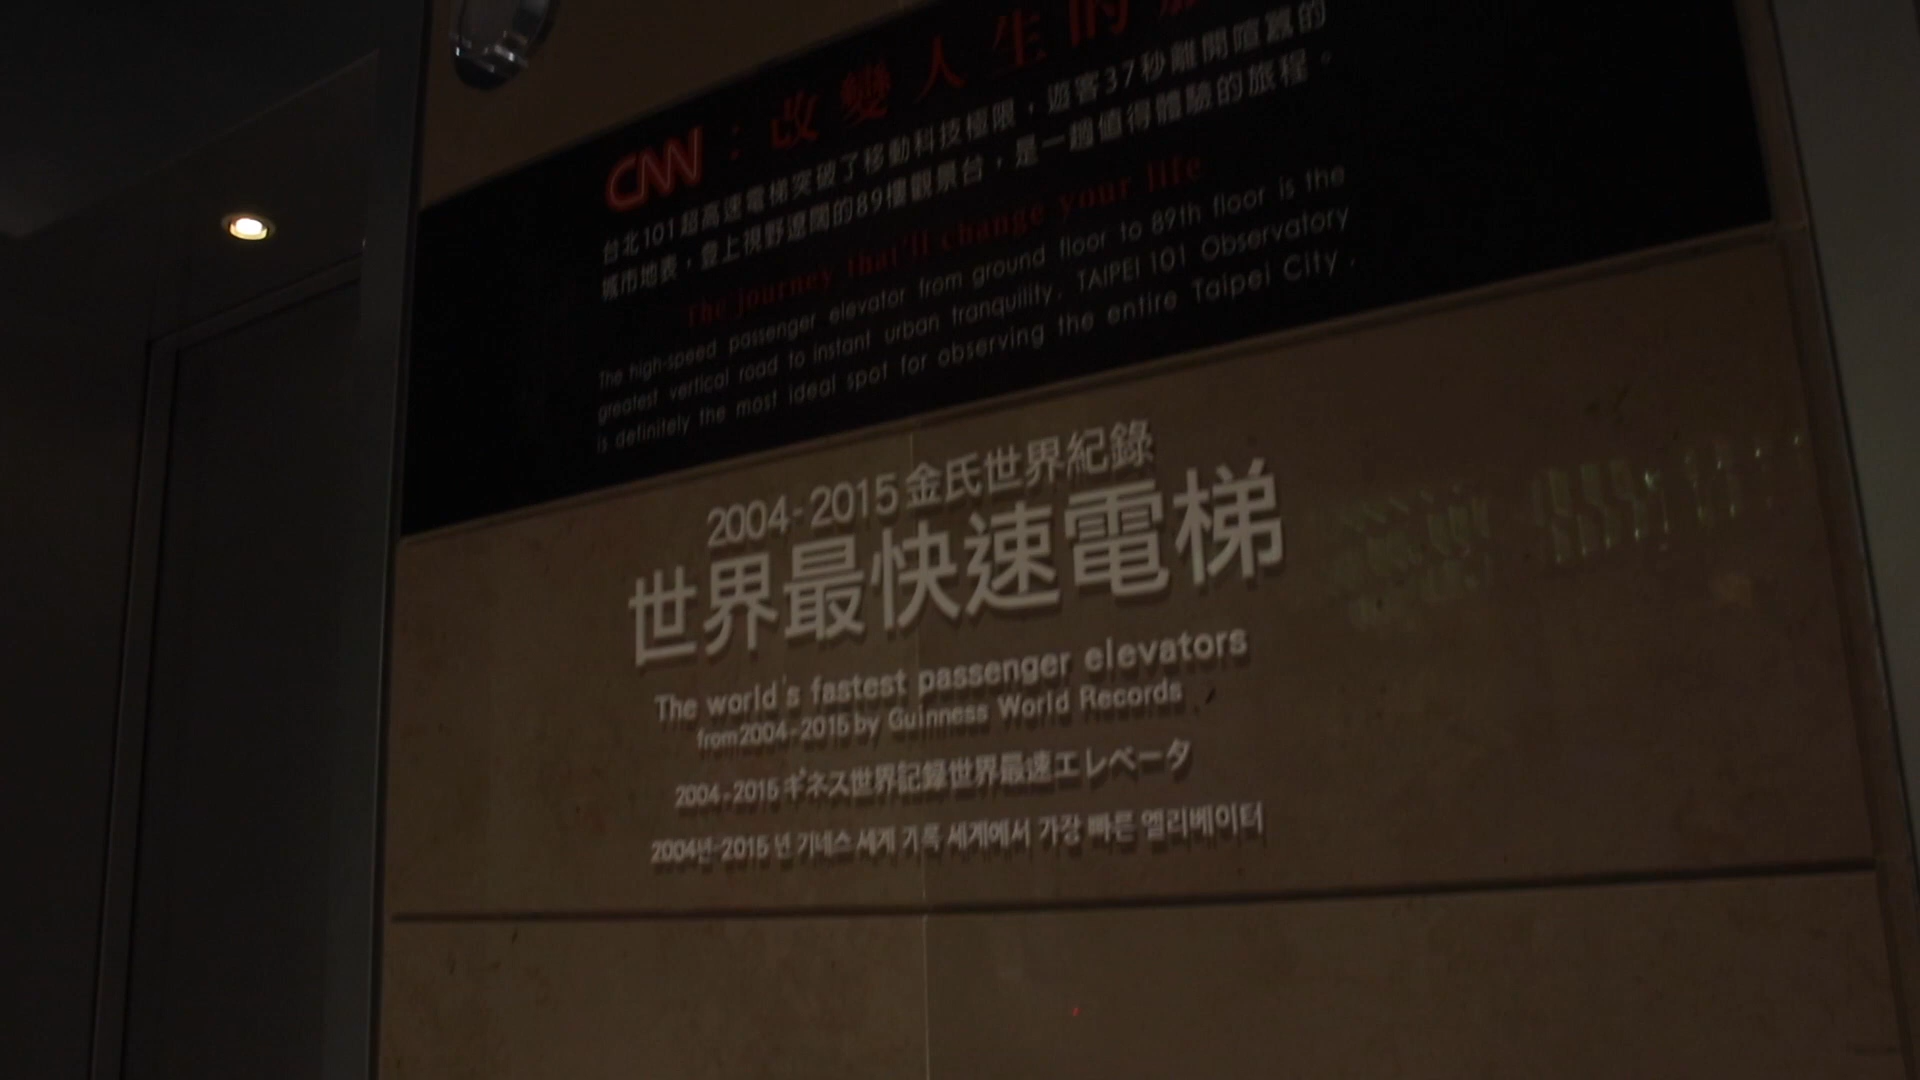 CNN：改變人生的
台北101超高速電梯突破了移動科技極限，遊客37秒離開喧囂的
城市地表，登上視野遼闊的89樓觀景台，是一趟值得體驗的旅程。
The journey that'll change your life
The high-speed passenger elevator from ground floor to 89th floor is the
greatest vertical road to instant urban tranquility. TAIPEI 101 Observatory
is definitely the most ideal spot for observing the entire Taipei City.
2004-2015金氏世界紀錄
世界最快速電梯
The world's fastest passenger elevators
from2004-2015by Guinness World Records
2004-2015ギネス世界記録世界最速エレベータ
2004년-2015년 기네스 세계 기록 세계에서 가장 빠른 엘리베이터